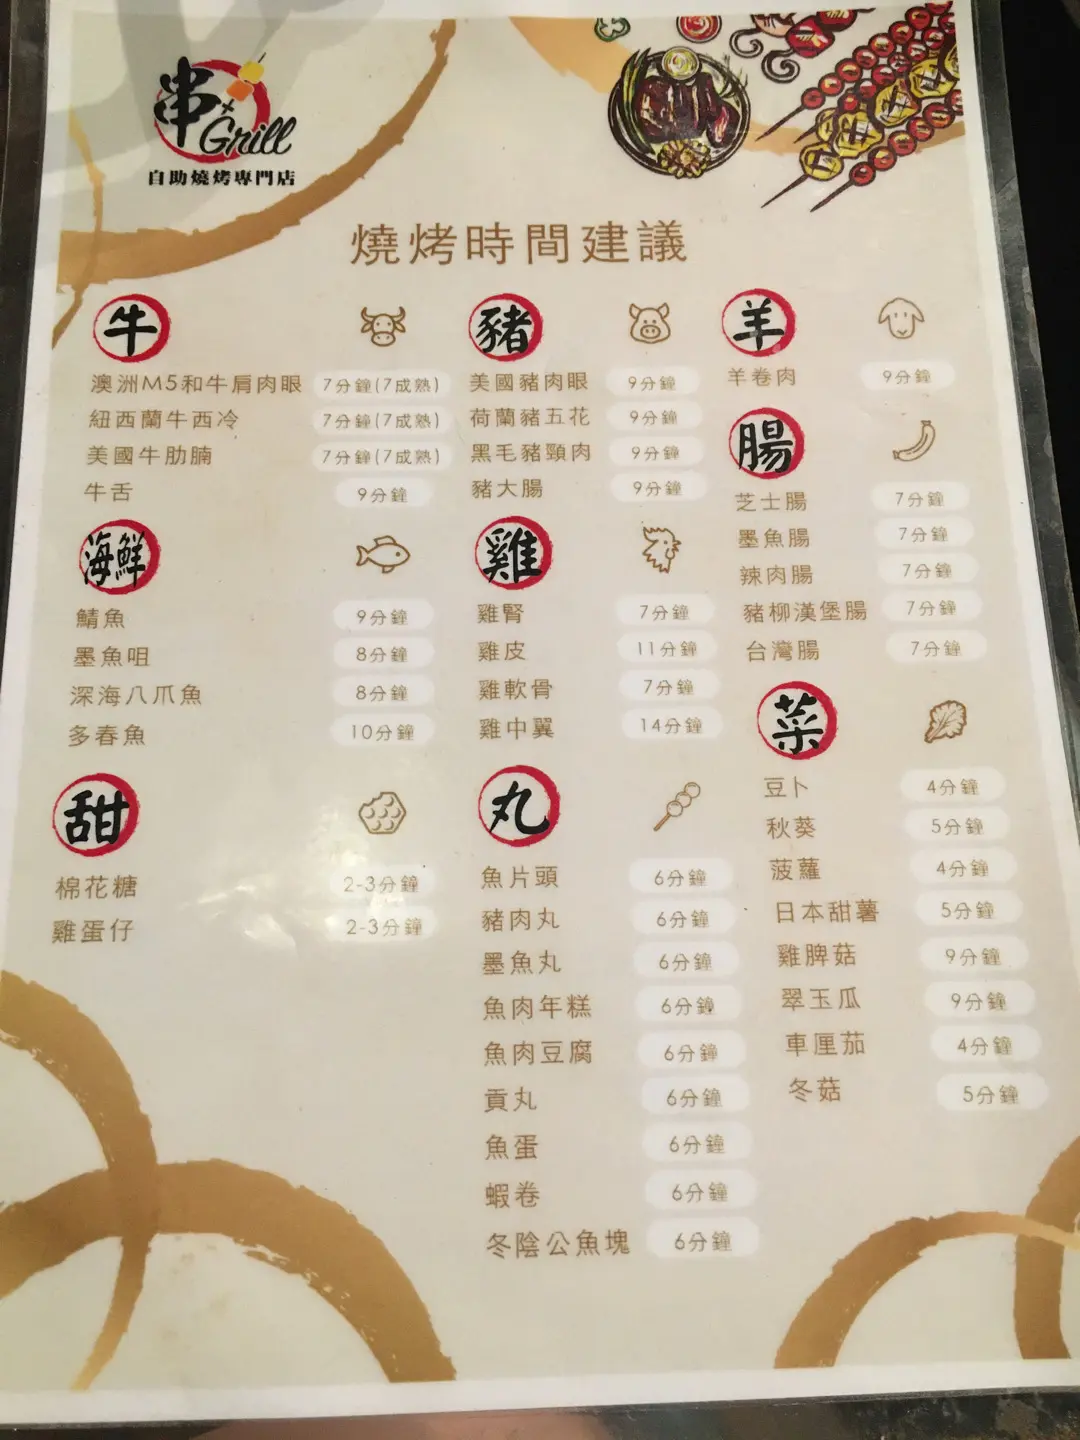 串
Grill
自助燒烤專門店
燒烤時間建議
牛
澳洲M5和牛肩肉眼 7分鐘(7成熟)
紐西蘭牛西冷 7分鐘(7成熟)
美國牛肋腩 7分鐘(7成熟)
牛舌 9分鐘
海鮮
鯖魚 9分鐘
墨魚咀 8分鐘
深海八爪魚 8分鐘
多春魚 10分鐘
甜
棉花糖 2-3分鐘
雞蛋仔 2-3分鐘
豬
美國豬肉眼 9分鐘
荷蘭豬五花 9分鐘
黑毛豬頸肉 9分鐘
豬大腸 9分鐘
雞
雞腎 7分鐘
雞皮 11分鐘
雞軟骨 7分鐘
雞中翼 14分鐘
丸
魚片頭 6分鐘
豬肉丸 6分鐘
墨魚丸 6分鐘
魚肉年糕 6分鐘
魚肉豆腐 6分鐘
貢丸 6分鐘
魚蛋 6分鐘
蝦卷 6分鐘
冬陰公魚塊 6分鐘
羊
羊卷肉 9分鐘
腸
芝士腸 7分鐘
墨魚腸 7分鐘
辣肉腸 7分鐘
豬柳漢堡腸 7分鐘
台灣腸 7分鐘
菜
豆卜 4分鐘
秋葵 5分鐘
菠蘿 4分鐘
日本甜薯 5分鐘
雞脾菇 9分鐘
翠玉瓜 9分鐘
車厘茄 4分鐘
冬菇 5分鐘